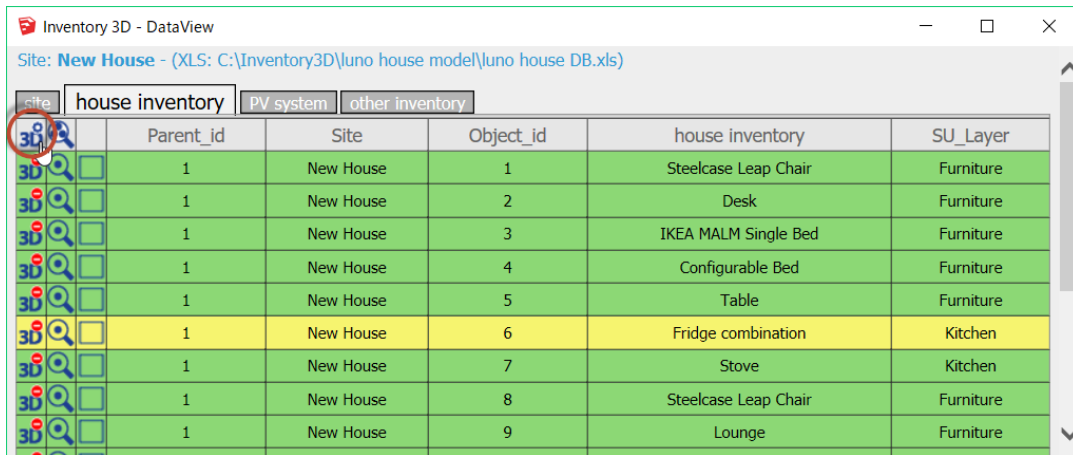 Inventory 3D - DataView
Site: New House - (XLS: C:\Inventory3D\luno house model\luno house DB.xls)
site house inventory PV system other inventory
3D Parent_id Site Object_id house inventory SU_Layer
3D 1 New House 1 Steelcase Leap Chair Furniture
3D 1 New House 2 Desk Furniture
3D 1 New House 3 IKEA MALM Single Bed Furniture
3D 1 New House 4 Configurable Bed Furniture
3D 1 New House 5 Table Furniture
3D 1 New House 6 Fridge combination Kitchen
3D 1 New House 7 Stove Kitchen
3D 1 New House 8 Steelcase Leap Chair Furniture
3D 1 New House 9 Lounge Furniture